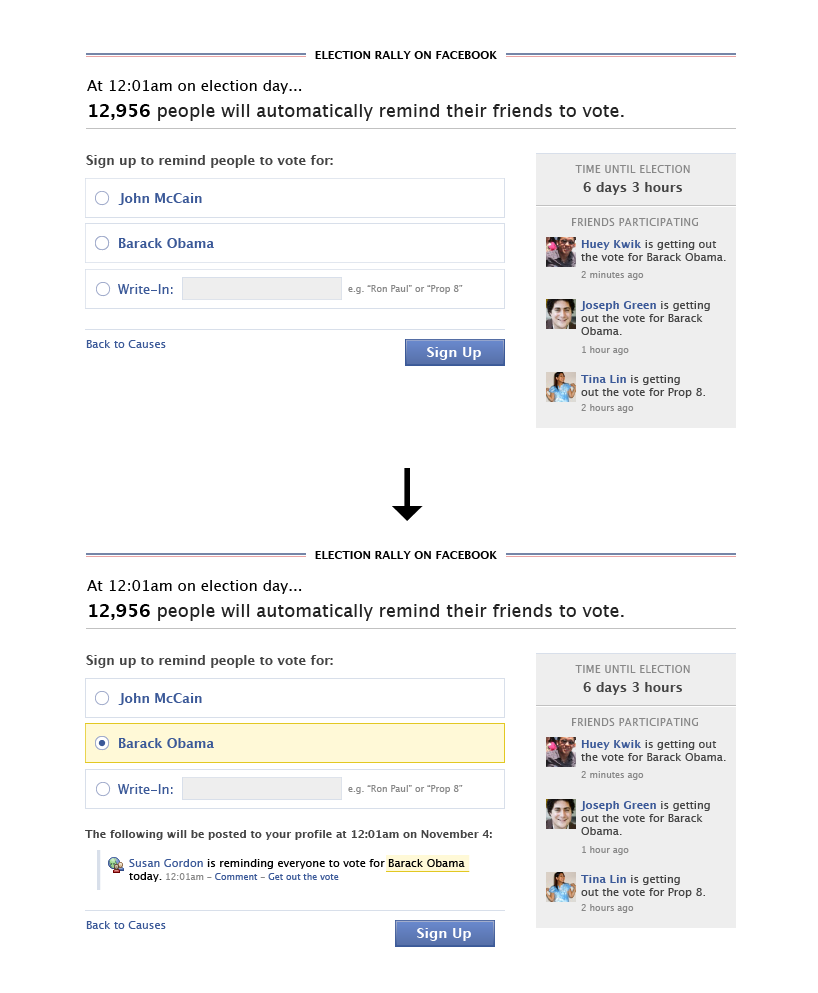 ELECTION RALLY ON FACEBOOK
At 12:01am on election day...
12,956 people will automatically remind their friends to vote.
Sign up to remind people to vote for:
John McCain
Barack Obama
Write-In:
e.g. “Ron Paul” or “Prop 8”
Back to Causes
Sign Up
TIME UNTIL ELECTION
6 days 3 hours
FRIENDS PARTICIPATING
Huey Kwik is getting out
the vote for Barack Obama.
2 minutes ago
Joseph Green is getting
out the vote for Barack
Obama.
1 hour ago
Tina Lin is getting
out the vote for Prop 8.
2 hours ago
ELECTION RALLY ON FACEBOOK
At 12:01am on election day...
12,956 people will automatically remind their friends to vote.
Sign up to remind people to vote for:
John McCain
Barack Obama
Write-In:
e.g. “Ron Paul” or “Prop 8”
The following will be posted to your profile at 12:01am on November 4:
Susan Gordon is reminding everyone to vote for Barack Obama
today. 12:01am – Comment – Get out the vote
Back to Causes
Sign Up
TIME UNTIL ELECTION
6 days 3 hours
FRIENDS PARTICIPATING
Huey Kwik is getting out
the vote for Barack Obama.
2 minutes ago
Joseph Green is getting
out the vote for Barack
Obama.
1 hour ago
Tina Lin is getting
out the vote for Prop 8.
2 hours ago